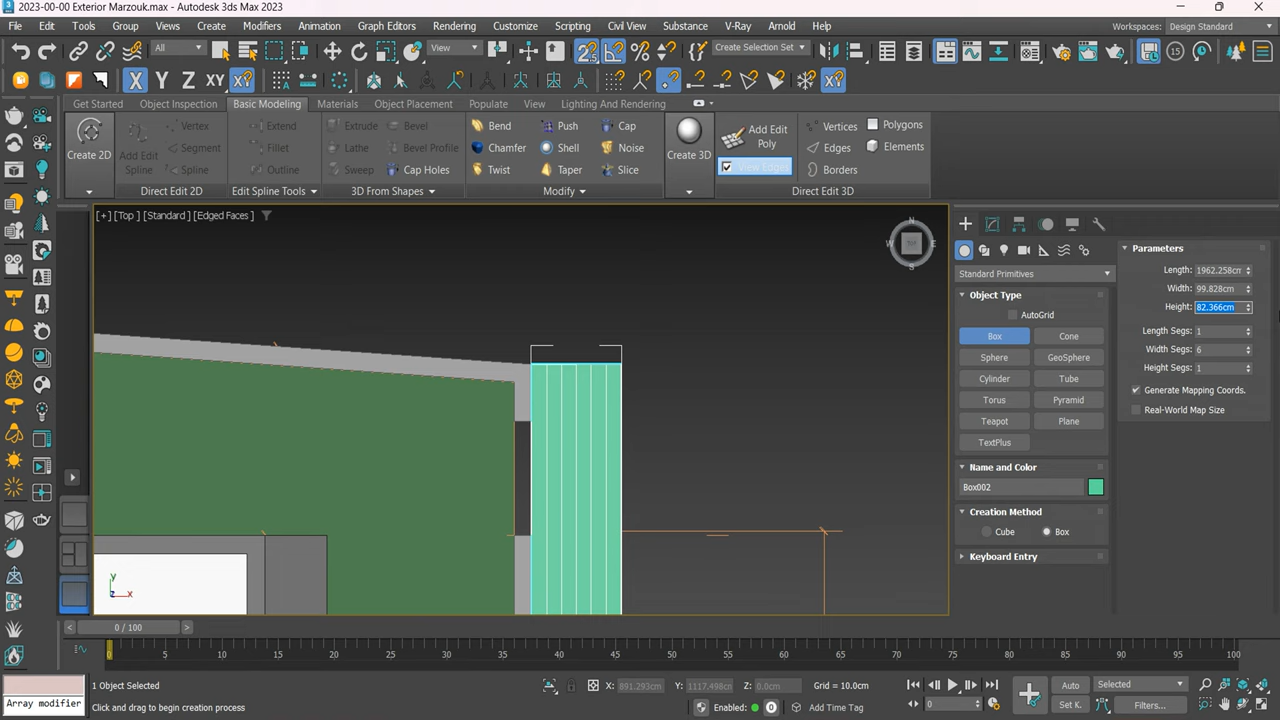 2023-00-00 Exterior Marzouk.max - Autodesk 3ds Max 2023
File Edit Tools Group Views Create Modifiers Animation Graph Editors Rendering Customize Scripting Civil View Substance V-Ray Arnold Help
Workspaces: Design Standard
All View Create Selection Set 15
X Y Z XY
Get Started Object Inspection Basic Modeling Materials Object Placement Populate View Lighting And Rendering
Create 2D
Add Edit Spline
Vertex
Segment
Spline
Direct Edit 2D
Extend
Fillet
Outline
Edit Spline Tools
Extrude Bevel
Lathe Bevel Profile
Sweep Cap Holes
3D From Shapes
Bend Push Cap
Chamfer Shell Noise
Twist Taper Slice
Modify
Create 3D
Add Edit Poly
View Edges
Vertices Polygons
Edges Elements
Borders
Direct Edit 3D
[+] [Top ] [Standard ] [Edged Faces ]
N
W E
S
TOP
y
z x
Standard Primitives
Object Type
AutoGrid
Box Cone
Sphere GeoSphere
Cylinder Tube
Torus Pyramid
Teapot Plane
TextPlus
Name and Color
Box002
Creation Method
Cube Box
Keyboard Entry
Parameters
Length: 1962.258cm
Width: 99.828cm
Height: 82.366cm
Length Segs: 1
Width Segs: 6
Height Segs: 1
Generate Mapping Coords.
Real-World Map Size
< 0 / 100 >
0 5 10 15 20 25 30 35 40 45 50 55 60 65 70 75 80 85 90 95 100
Array modifier
1 Object Selected
Click and drag to begin creation process
X: 891.293cm Y: 1117.498cm Z: 0.0cm Grid = 10.0cm
Enabled: 0 Add Time Tag
0
Auto Selected
Set K. Filters...